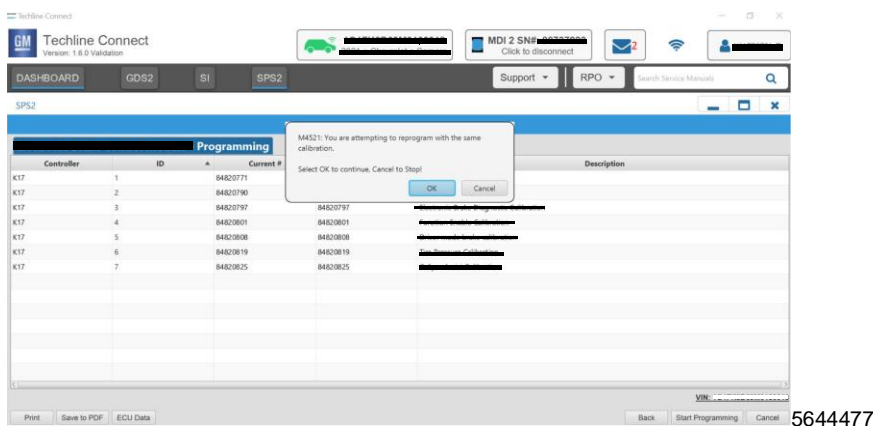 Techline Connect
GM Techline Connect
Version: 1.6.0 Validation
MDI 2 SN#
Click to disconnect
2
DASHBOARD GDS2 SI SPS2 Support RPO Search Service Manuals
SPS2
Programming
M4521: You are attempting to reprogram with the same
calibration.
Select OK to continue, Cancel to Stop!
OK Cancel
Controller ID Current # Description
K17 1 84820771
K17 2 84820790
K17 3 84820797 84820797
K17 4 84820801 84820801
K17 5 84820808 84820808
K17 6 84820819 84820819
K17 7 84820825 84820825
VIN:
Print Save to PDF ECU Data Back Start Programming Cancel
5644477